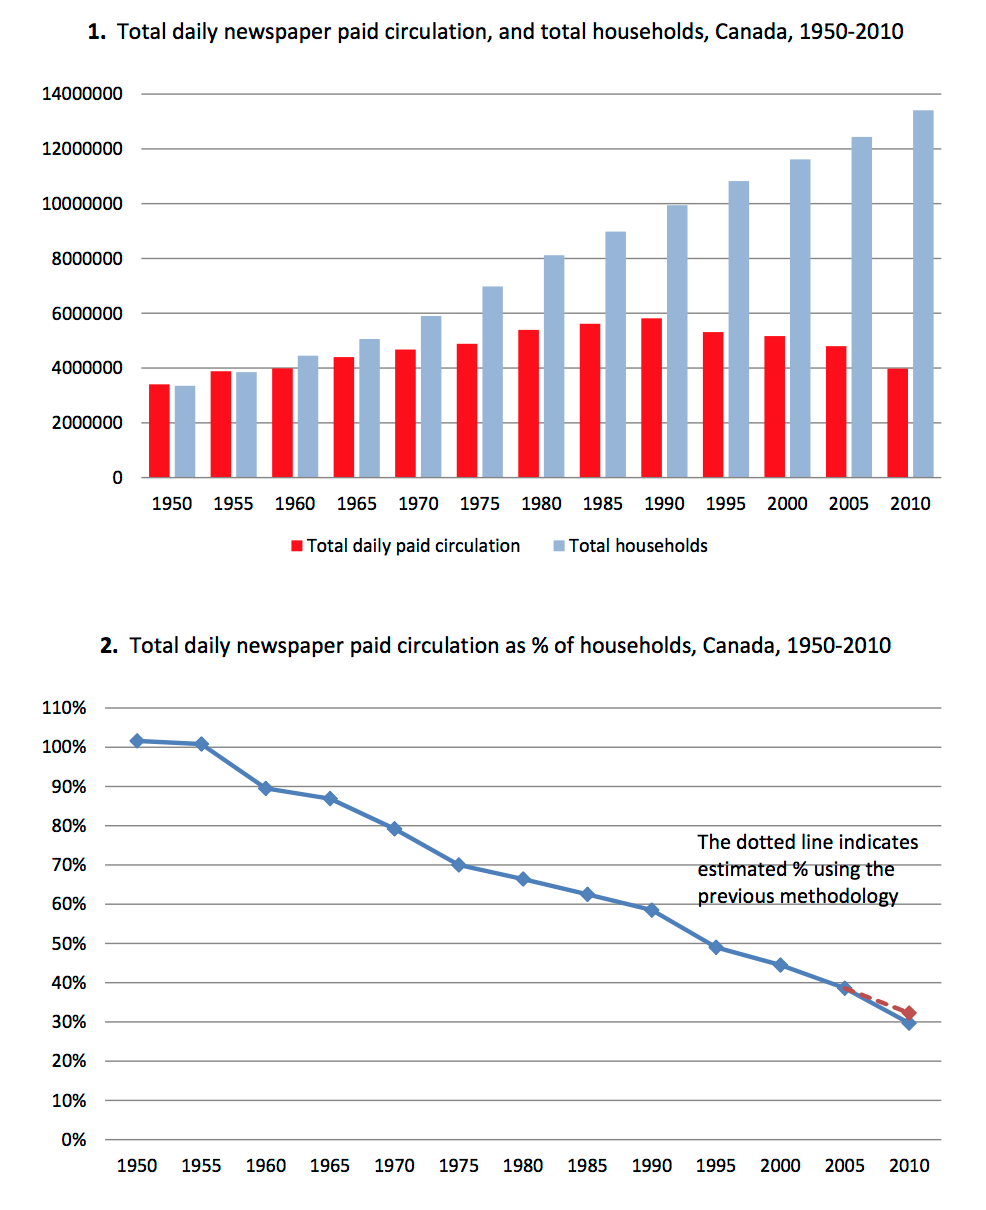 1. Total daily newspaper paid circulation, and total households, Canada, 1950-2010
14000000
12000000
10000000
8000000
6000000
4000000
2000000
0
1950 1955 1960 1965 1970 1975 1980 1985 1990 1995 2000 2005 2010
Total daily paid circulation Total households
2. Total daily newspaper paid circulation as % of households, Canada, 1950-2010
110%
100%
90%
80%
The dotted line indicates
70%
estimated % using the
60%
previous methodology
50%
40%
30%
20%
10%
0%
1950 1955 1960 1965 1970 1975 1980 1985 1990 1995 2000 2005 2010